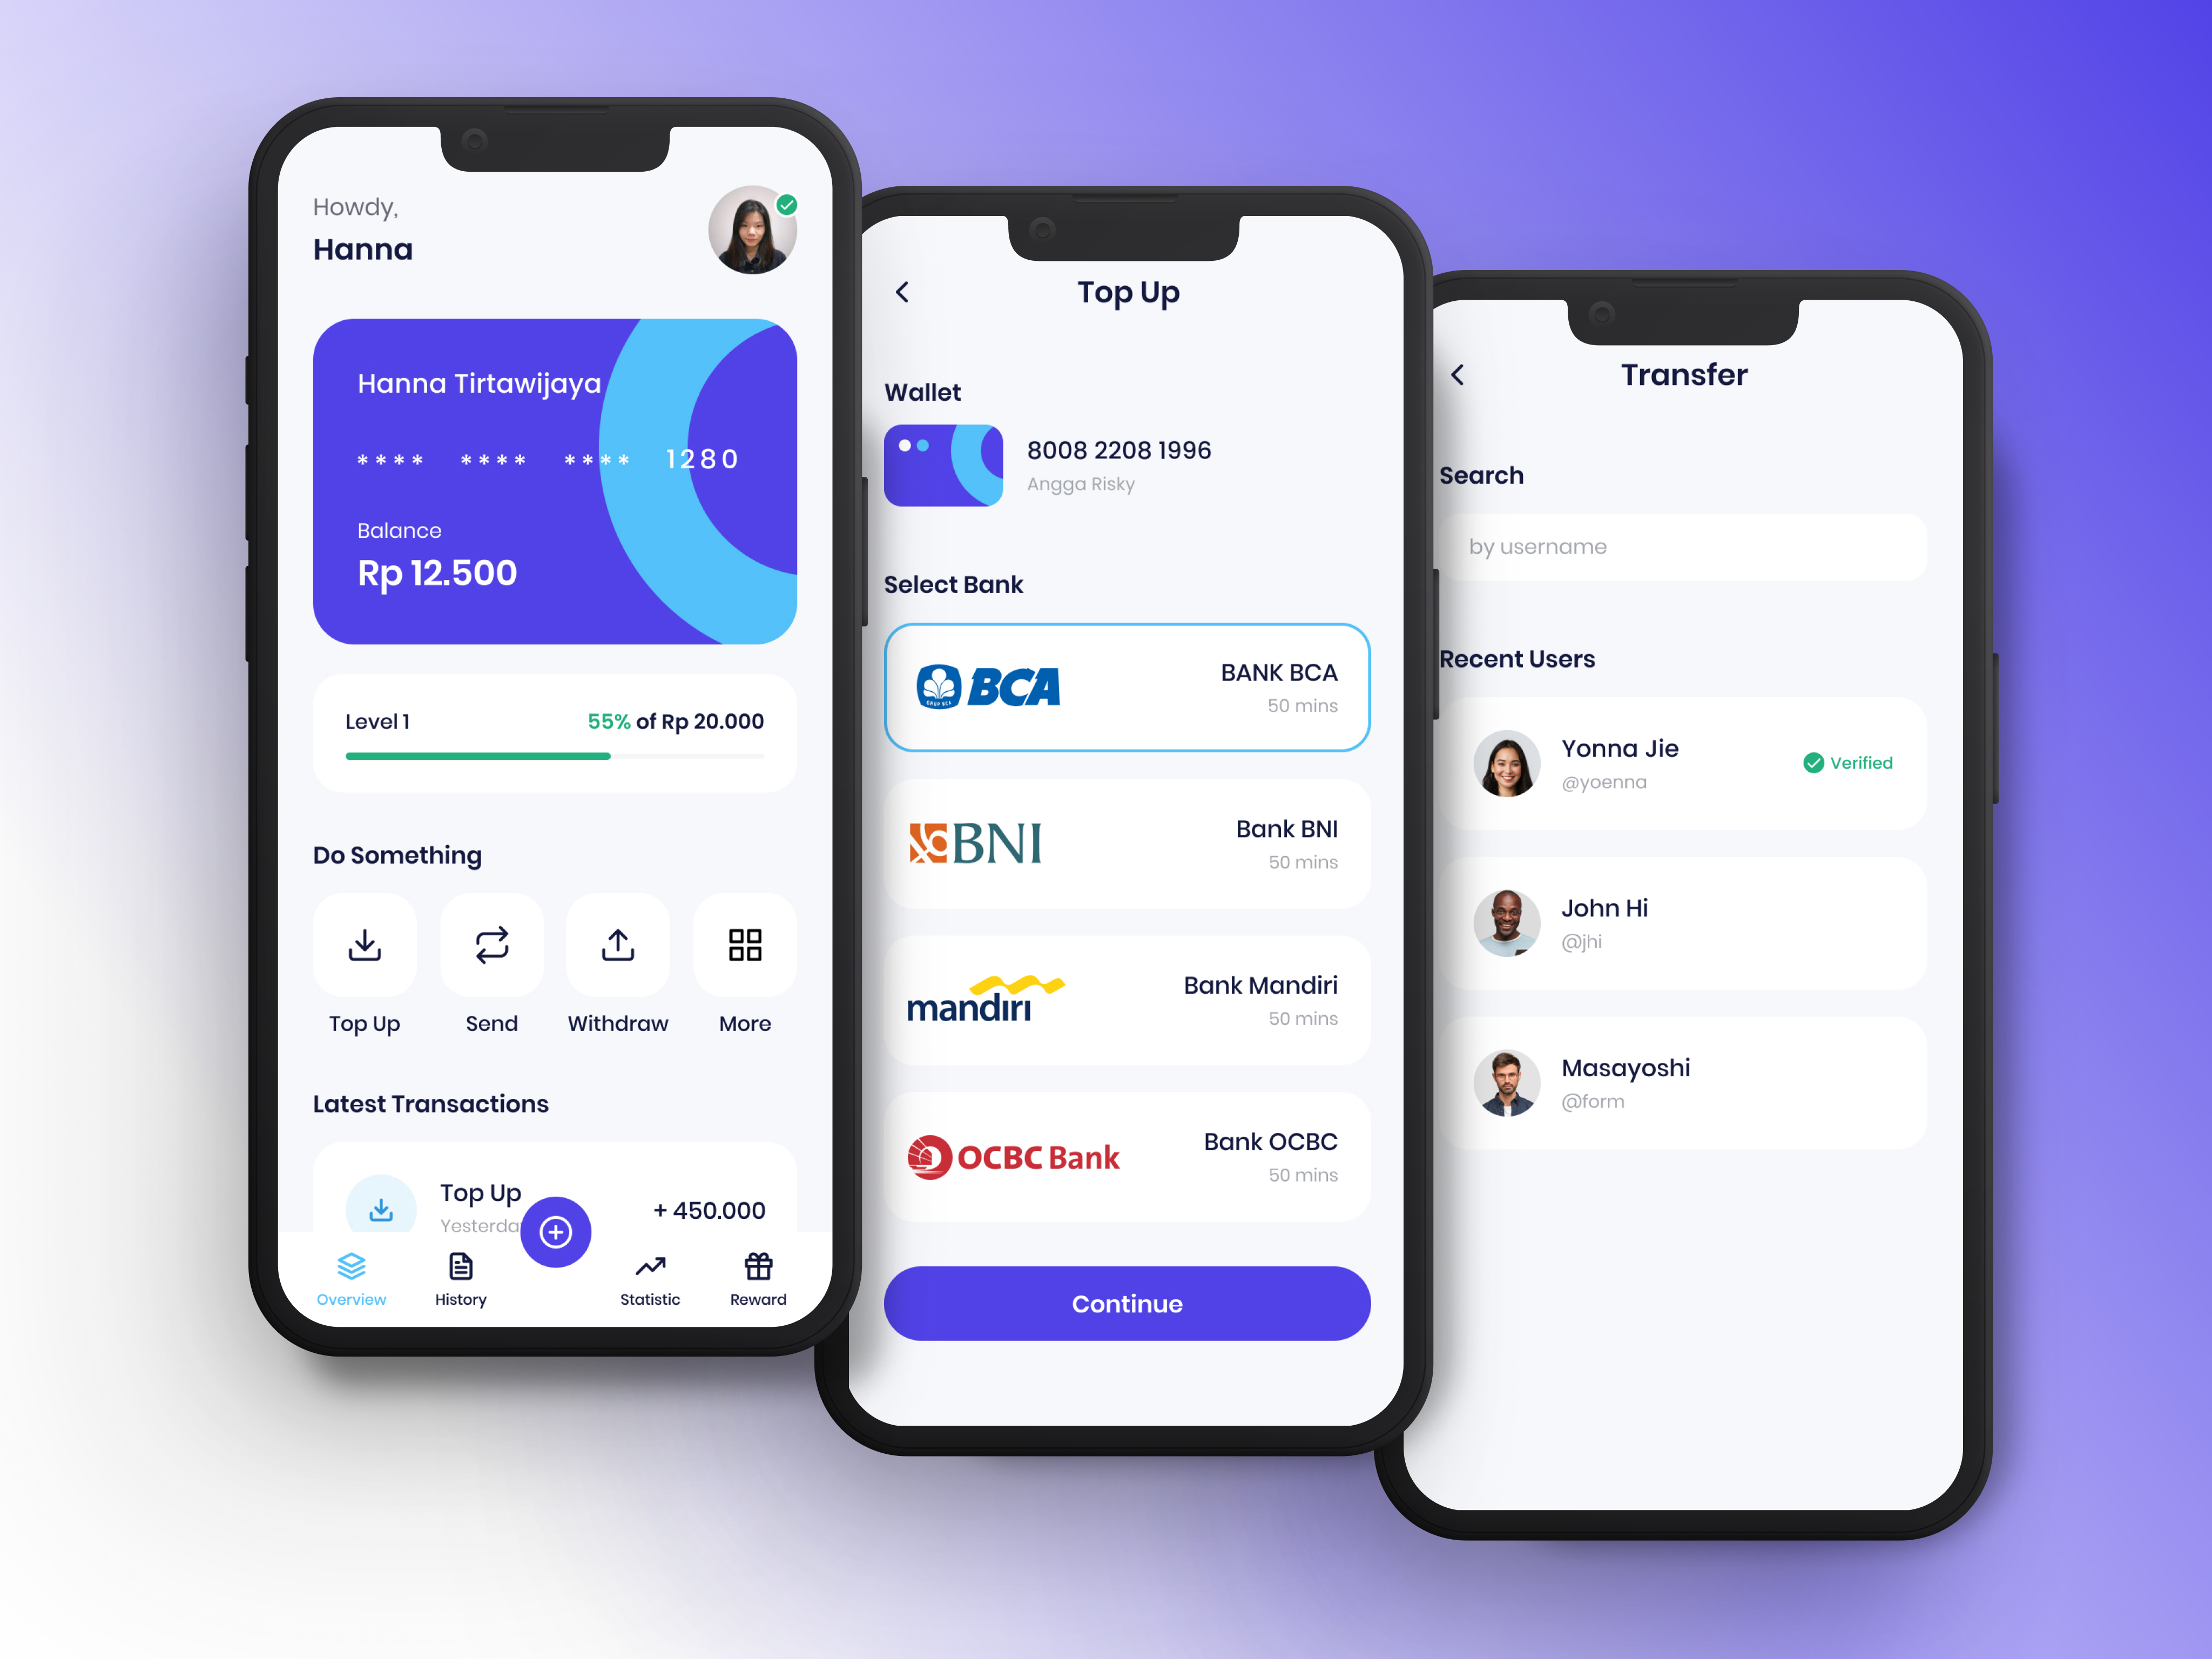 Howdy,
Hanna
Hanna Tirtawijaya
**** **** **** 1280
Balance
Rp 12.500
Level 1 55% of Rp 20.000
Do Something
Top Up Send Withdraw More
Latest Transactions
Top Up
+ 450.000
Yesterda
Overview History Statistic Reward
Top Up
Wallet
8008 2208 1996
Angga Risky
Select Bank
GRUP BCA
BCA
BANK BCA
50 mins
BNI
Bank BNI
50 mins
mandiri
Bank Mandiri
50 mins
OCBC Bank
Bank OCBC
50 mins
Continue
Transfer
Search
by username
Recent Users
Yonna Jie
@yoenna
Verified
John Hi
@jhi
Masayoshi
@form